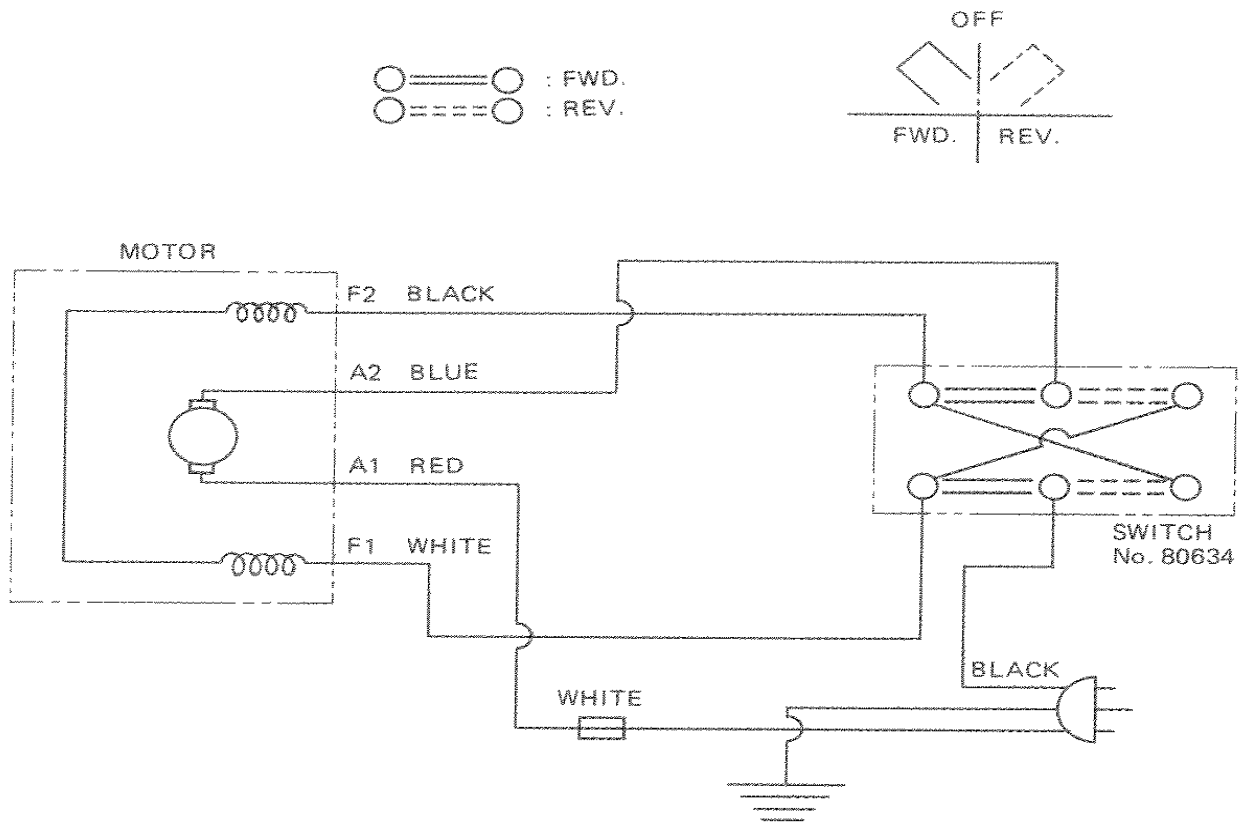 OFF
: FWD.
: REV.
FWD. REV.
MOTOR
F2 BLACK
A2 BLUE
A1 RED
F1 WHITE
SWITCH
No. 80634
BLACK
WHITE